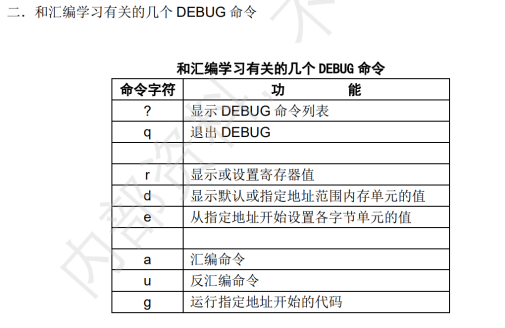 二．和汇编学习有关的几个 DEBUG 命令
和汇编学习有关的几个 DEBUG 命令
命令字符 功 能
? 显示 DEBUG 命令列表
q 退出 DEBUG
r 显示或设置寄存器值
d 显示默认或指定地址范围内存单元的值
e 从指定地址开始设置各字节单元的值
a 汇编命令
u 反汇编命令
g 运行指定地址开始的代码
内部资料，不